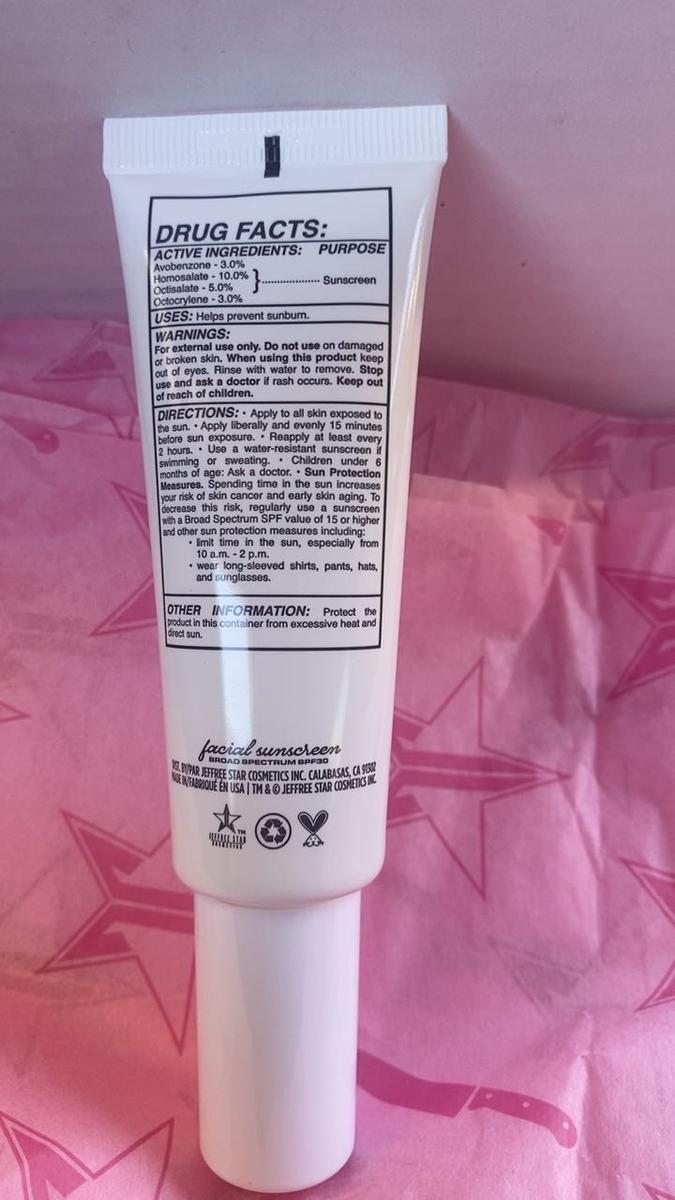 DRUG FACTS:
ACTIVE INGREDIENTS: PURPOSE
Avobenzone - 3.0%
Homosalate - 10.0%
Octisalate - 5.0%
Octocrylene - 3.0%
}.................... Sunscreen
USES: Helps prevent sunburn.
WARNINGS:
For external use only. Do not use on damaged
or broken skin. When using this product keep
out of eyes. Rinse with water to remove. Stop
use and ask a doctor if rash occurs. Keep out
of reach of children.
DIRECTIONS: • Apply to all skin exposed to
the sun. • Apply liberally and evenly 15 minutes
before sun exposure. • Reapply at least every
2 hours. • Use a water-resistant sunscreen if
swimming or sweating. • Children under 6
months of age: Ask a doctor. • Sun Protection
Measures. Spending time in the sun increases
your risk of skin cancer and early skin aging. To
decrease this risk, regularly use a sunscreen
with a Broad Spectrum SPF value of 15 or higher
and other sun protection measures including:
• limit time in the sun, especially from
10 a.m. - 2 p.m.
• wear long-sleeved shirts, pants, hats,
and sunglasses.
OTHER INFORMATION: Protect the
product in this container from excessive heat and
direct sun.
facial sunscreen
BROAD SPECTRUM SPF30
DIST. BY/PAR JEFFREE STAR COSMETICS INC. CALABASAS, CA 91302
MADE IN/FABRIQUÉ EN USA | TM & © JEFFREE STAR COSMETICS INC.
TM
JEFFREE STAR
COSMETICS